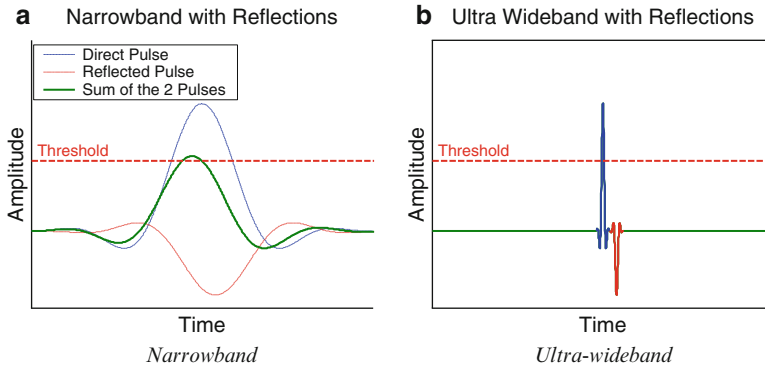 a Narrowband with Reflections
Direct Pulse
Reflected Pulse
Sum of the 2 Pulses
Threshold
Amplitude
Time
Narrowband
b Ultra Wideband with Reflections
Threshold
Amplitude
Time
Ultra-wideband